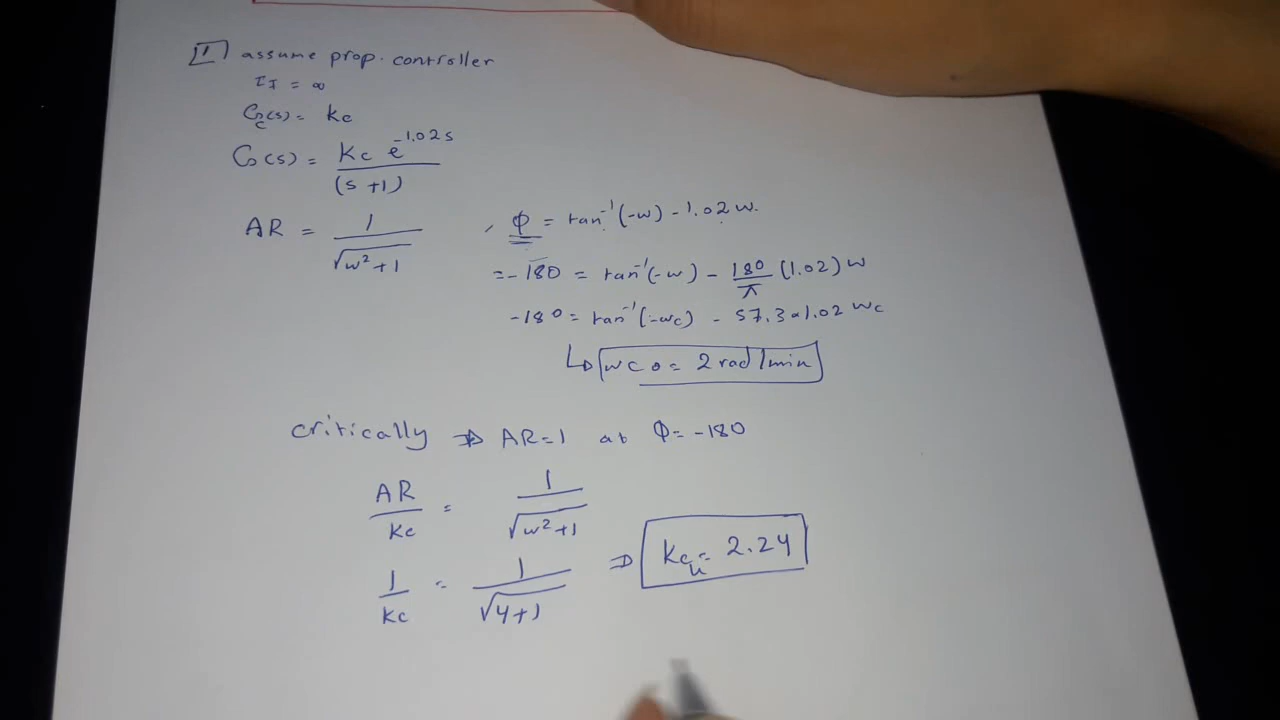 1 assume prop. controller
τI = ∞
Gc(s) = Kc
G(s) = Kc e^-1.02s / (s+1)
AR = 1 / √w²+1 , φ = tan⁻¹(-w) - 1.02 w.
= -180 = tan⁻¹(-w) - 180/π (1.02) w
-180 = tan⁻¹(-wc) - 57.3 * 1.02 wc
↳ wco = 2 rad/min
critically ⇒ AR=1 at φ = -180
AR/Kc = 1 / √w²+1
1/Kc = 1 / √4+1 ⇒ Kcu = 2.24